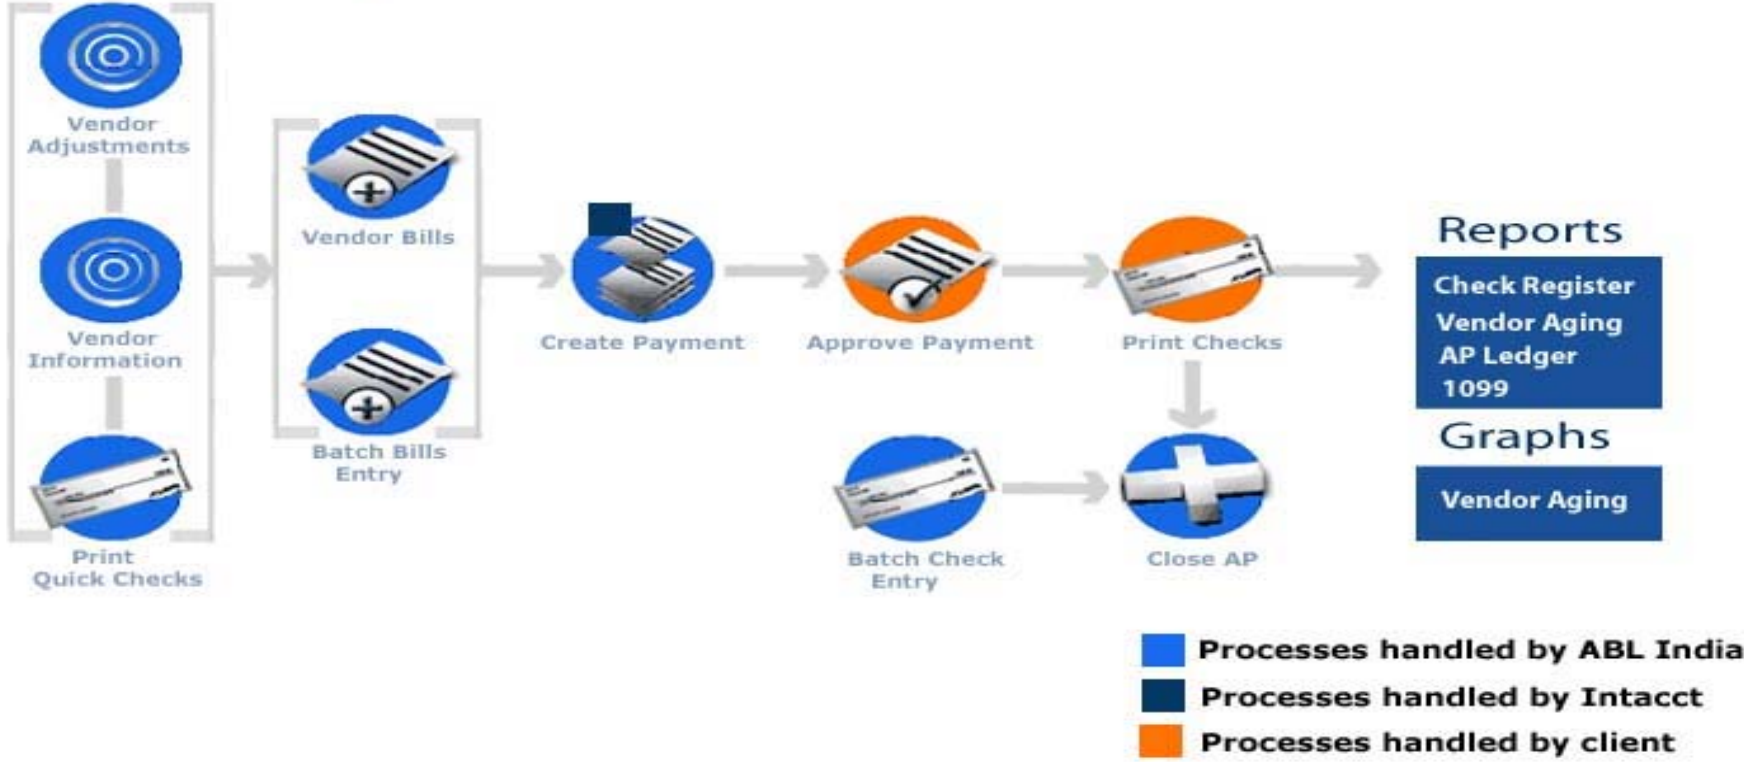 Vendor
Adjustments
Vendor
Information
Print
Quick Checks
Vendor Bills
Batch Bills
Entry
Create Payment
Approve Payment
Print Checks
Batch Check
Entry
Close AP
Reports
Check Register
Vendor Aging
AP Ledger
1099
Graphs
Vendor Aging
Processes handled by ABL India
Processes handled by Intacct
Processes handled by client